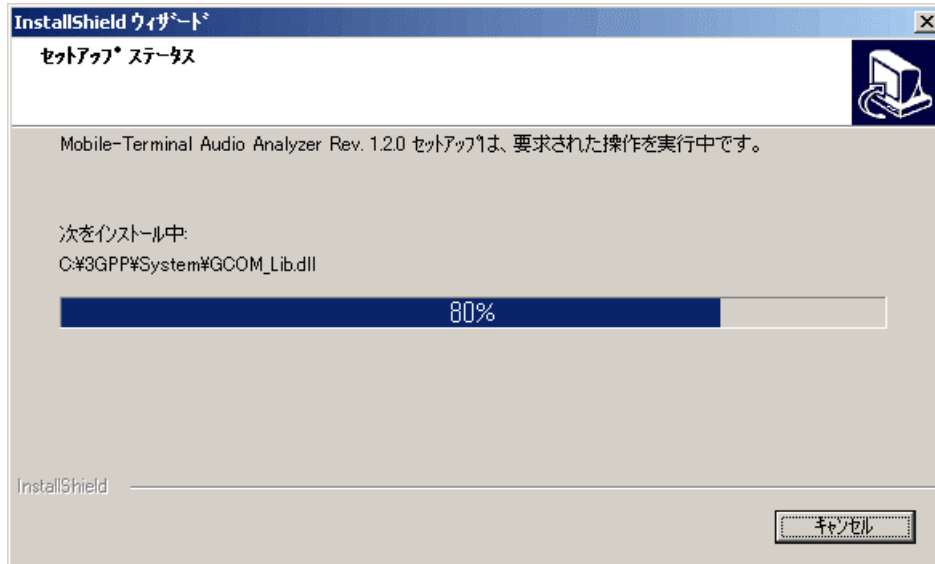 InstallShield ウィザード
セットアップ ステータス
Mobile-Terminal Audio Analyzer Rev. 1.2.0 セットアップは、要求された操作を実行中です。
次をインストール中:
C:¥3GPP¥System¥GCOM_Lib.dll
80%
InstallShield
キャンセル